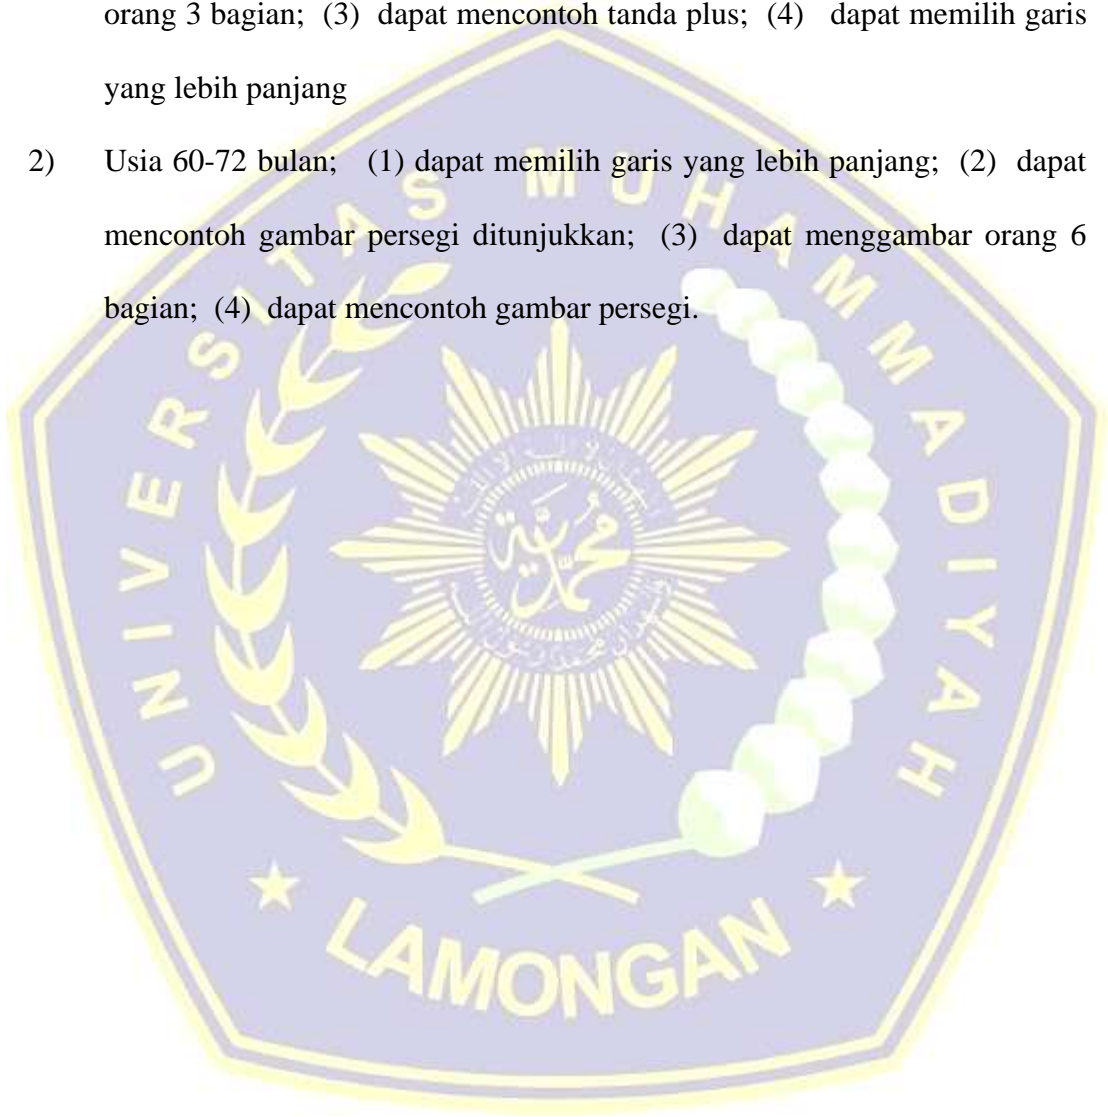 orang 3 bagian; (3) dapat mencontoh tanda plus; (4) dapat memilih garis
yang lebih panjang
2) Usia 60-72 bulan; (1) dapat memilih garis yang lebih panjang; (2) dapat
mencontoh gambar persegi ditunjukkan; (3) dapat menggambar orang 6
bagian; (4) dapat mencontoh gambar persegi.
UNIVERSITAS MUHAMMADIYAH
محمدية
LAMONGAN